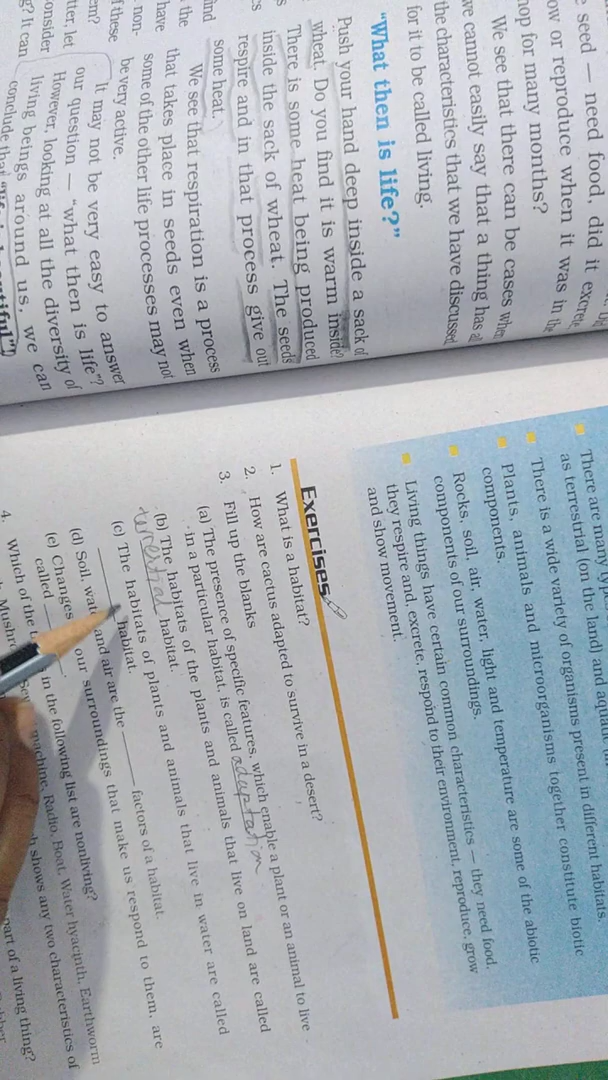 seed — need food, did it excrete
or reproduce when it was in the
for many months?
We see that there can be cases when
we cannot easily say that a thing has
the characteristics that we have discussed
for it to be called living.
"What then is life?"
Push your hand deep inside a sack of
wheat. Do you find it is warm inside?
There is some heat being produced
inside the sack of wheat. The seeds
respire and in that process give out
some heat.
We see that respiration is a process
that takes place in seeds even when
some of the other life processes may not
be very active.
It may not be very easy to answer
our question — "what then is life"?
However, looking at all the diversity of
living beings around us, we can
conclude that
There are many
as terrestrial (on the land) and
There is a wide variety of organisms present in different habitats.
Plants, animals and microorganisms together constitute biotic
components.
Rocks, soil, air, water, light and temperature are some of the abiotic
components of our surroundings.
Living things have certain common characteristics — they need food,
they respire and, excrete, respond to their environment, reproduce, grow
and show movement.
Exercises
1. What is a habitat?
2. How are cactus adapted to survive in a desert?
3. Fill up the blanks
(a) The presence of specific features, which enable a plant or an animal to live
in a particular habitat, is called adaptation
(b) The habitats of the plants and animals that live on land are called
habitat.
(c) The habitats of plants and animals that live in water are called
habitat.
(d) Soil, water and air are the ____ factors of a habitat.
(e) Changes our surroundings that make us respond to them, are
called ____.
4. Which of the in the following list are nonliving?
machine, Radio, Boat, Water hyacinth, Earthworm
shows any two characteristics of
part of a living thing?